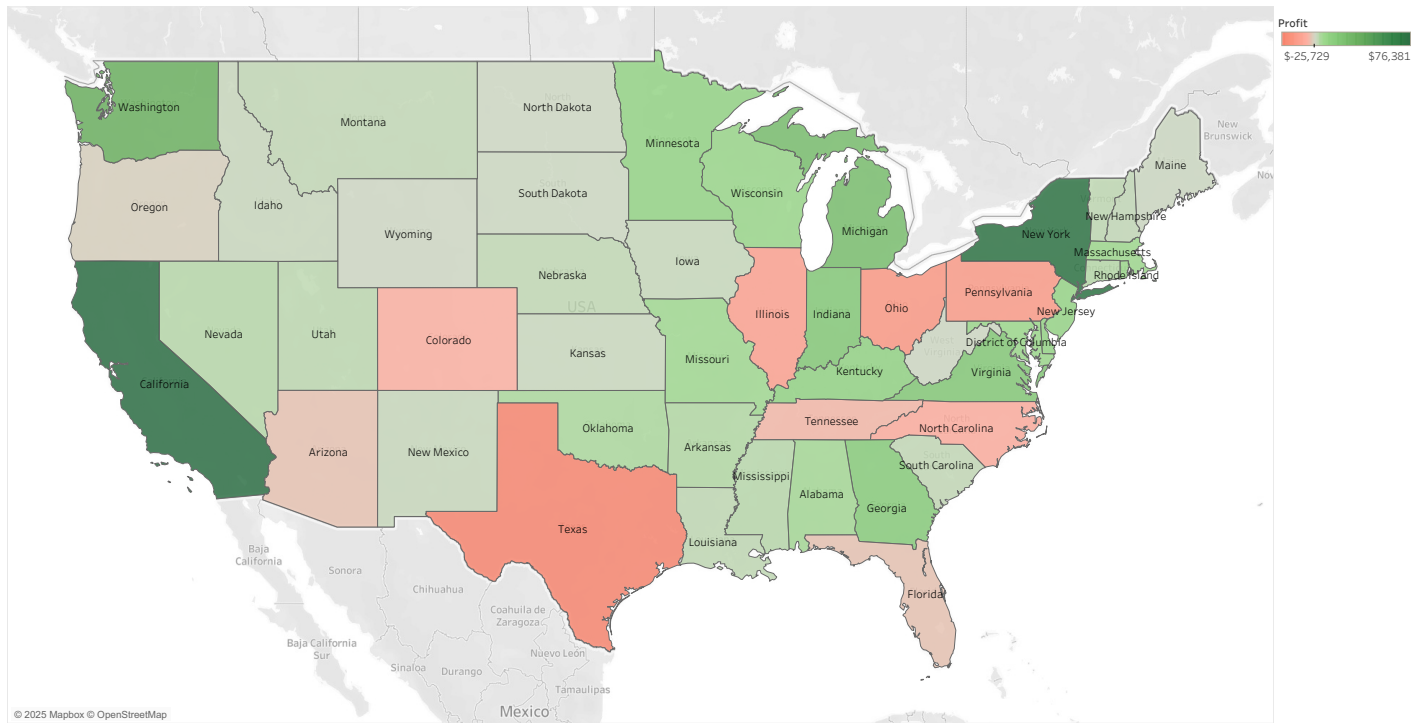 Profit
$-25,729
$76,381
Washington
Montana
North Dakota
Minnesota
Maine
New
Brunswick
Oregon
Idaho
South Dakota
Wisconsin
Michigan
New York
New Hampshire
Massachusetts
Rhode Island
Wyoming
Iowa
Nebraska
USA
Pennsylvania
New Jersey
Nevada
Utah
Colorado
Kansas
Illinois
Indiana
Ohio
District of Columbia
West
Virginia
Missouri
Kentucky
Virginia
California
Arizona
New Mexico
Oklahoma
Arkansas
Tennessee
North
North Carolina
South Carolina
Mississippi
Alabama
Georgia
Texas
Louisiana
Florida
Baja
California
Sonora
Chihuahua
Coahuila de
Zaragoza
Baja California
Sur
Sinaloa
Durango
Nuevo León
Tamaulipas
Mexico
© 2025 Mapbox © OpenStreetMap